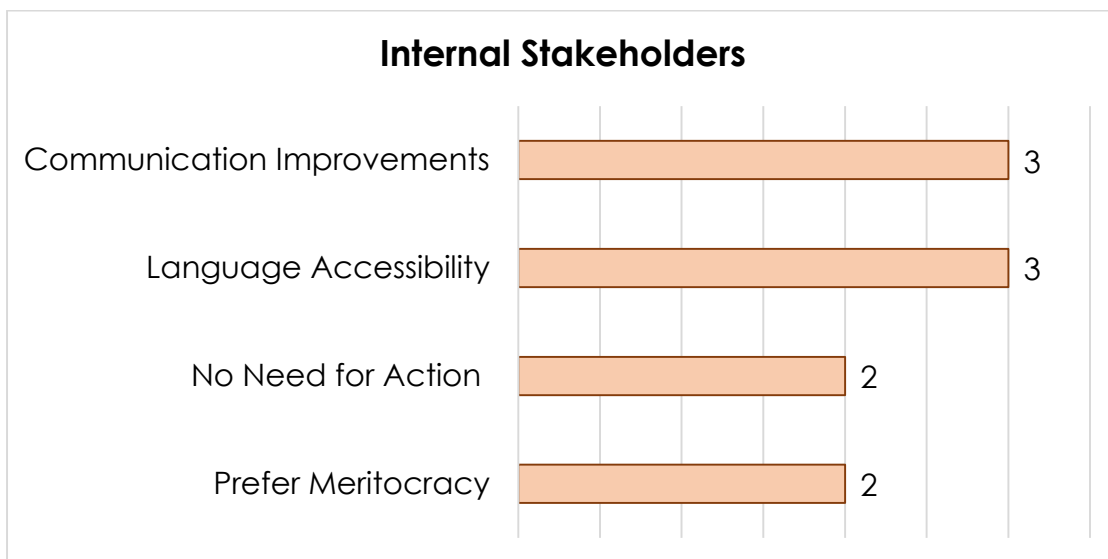 Internal Stakeholders
Communication Improvements 3
Language Accessibility 3
No Need for Action 2
Prefer Meritocracy 2